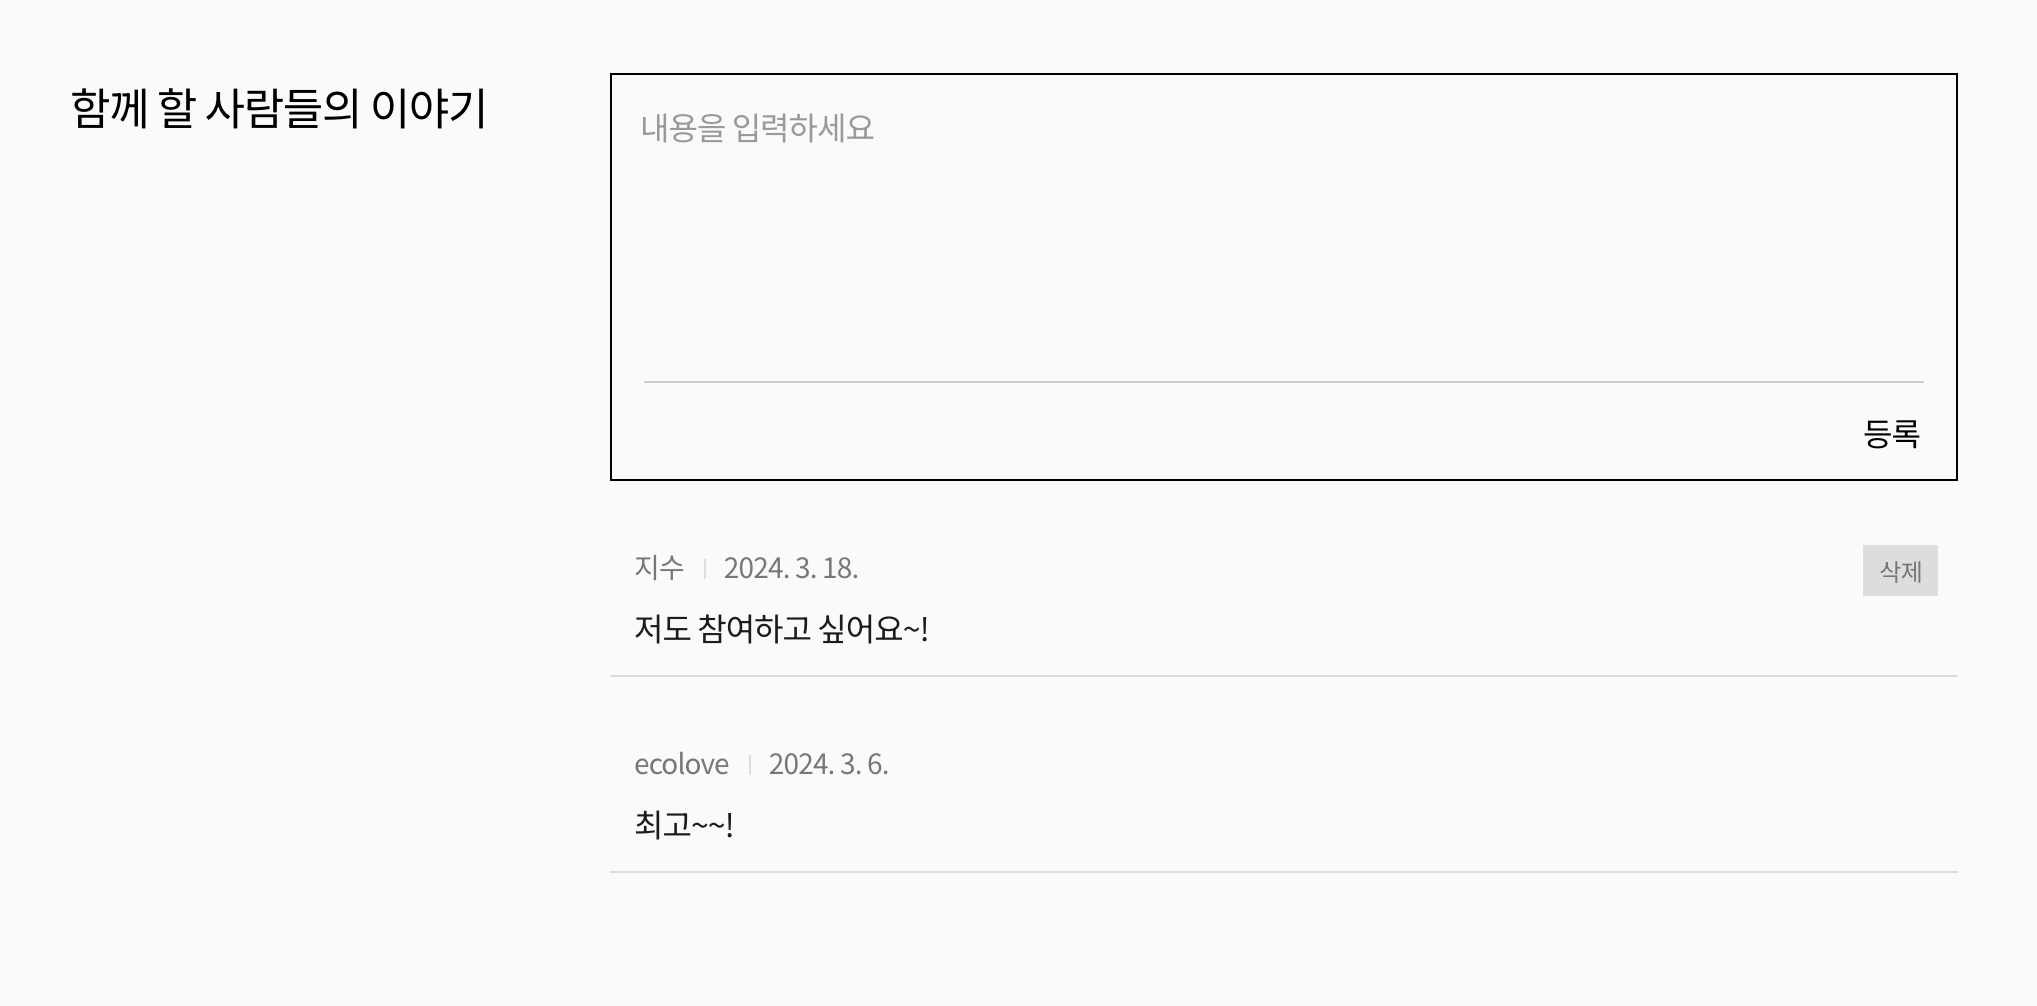 함께 할 사람들의 이야기
내용을 입력하세요
등록
지수 | 2024. 3. 18.
삭제
저도 참여하고 싶어요~!
ecolove | 2024. 3. 6.
최고~~!